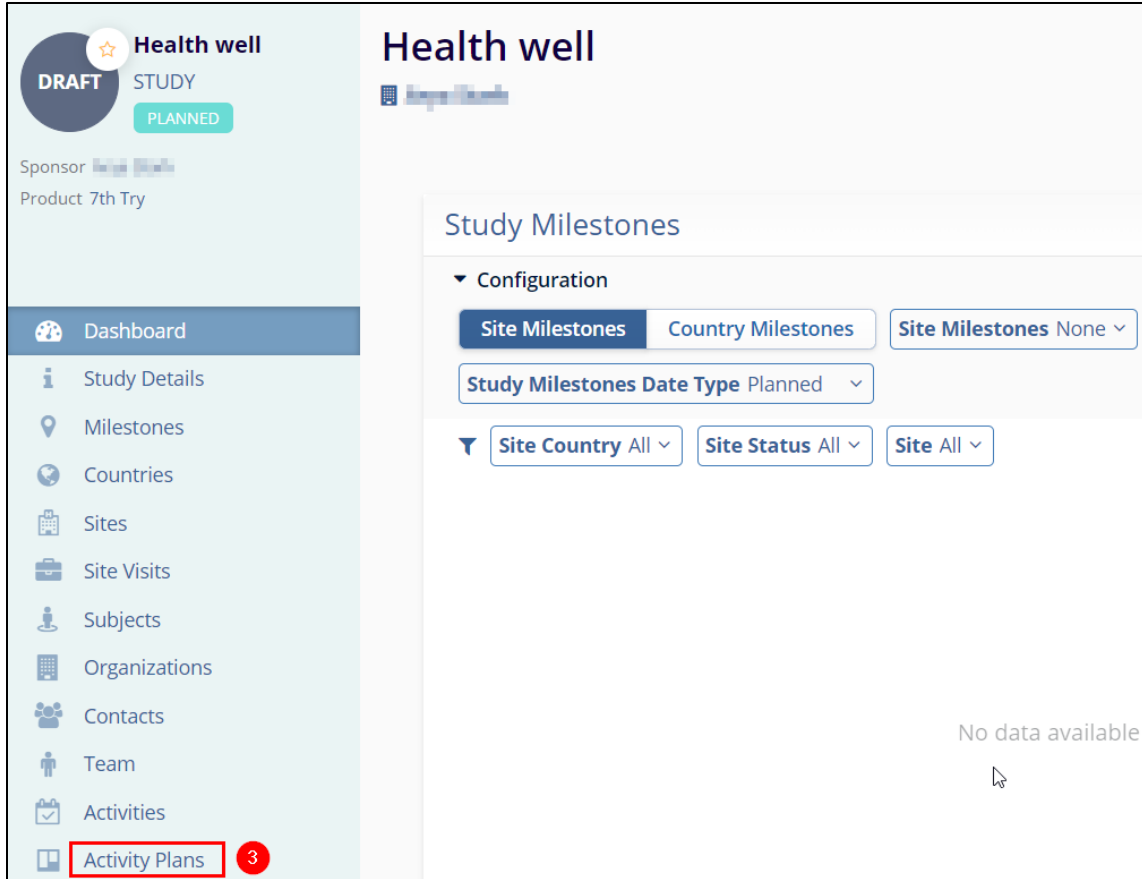 DRAFT
Health well
STUDY
PLANNED
Sponsor
Product 7th Try
Dashboard
Study Details
Milestones
Countries
Sites
Site Visits
Subjects
Organizations
Contacts
Team
Activities
Activity Plans 3
Health well
Study Milestones
Configuration
Site Milestones Country Milestones Site Milestones None
Study Milestones Date Type Planned
Site Country All Site Status All Site All
No data available